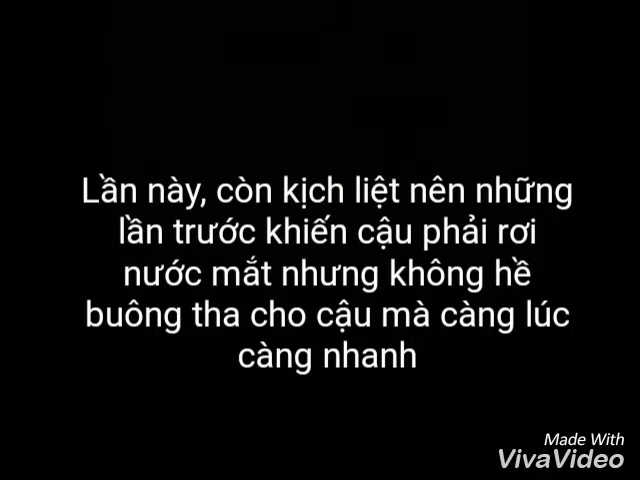 Lần này, còn kịch liệt nên những
lần trước khiến cậu phải rơi
nước mắt nhưng không hề
buông tha cho cậu mà càng lúc
càng nhanh
Made With
VivaVideo